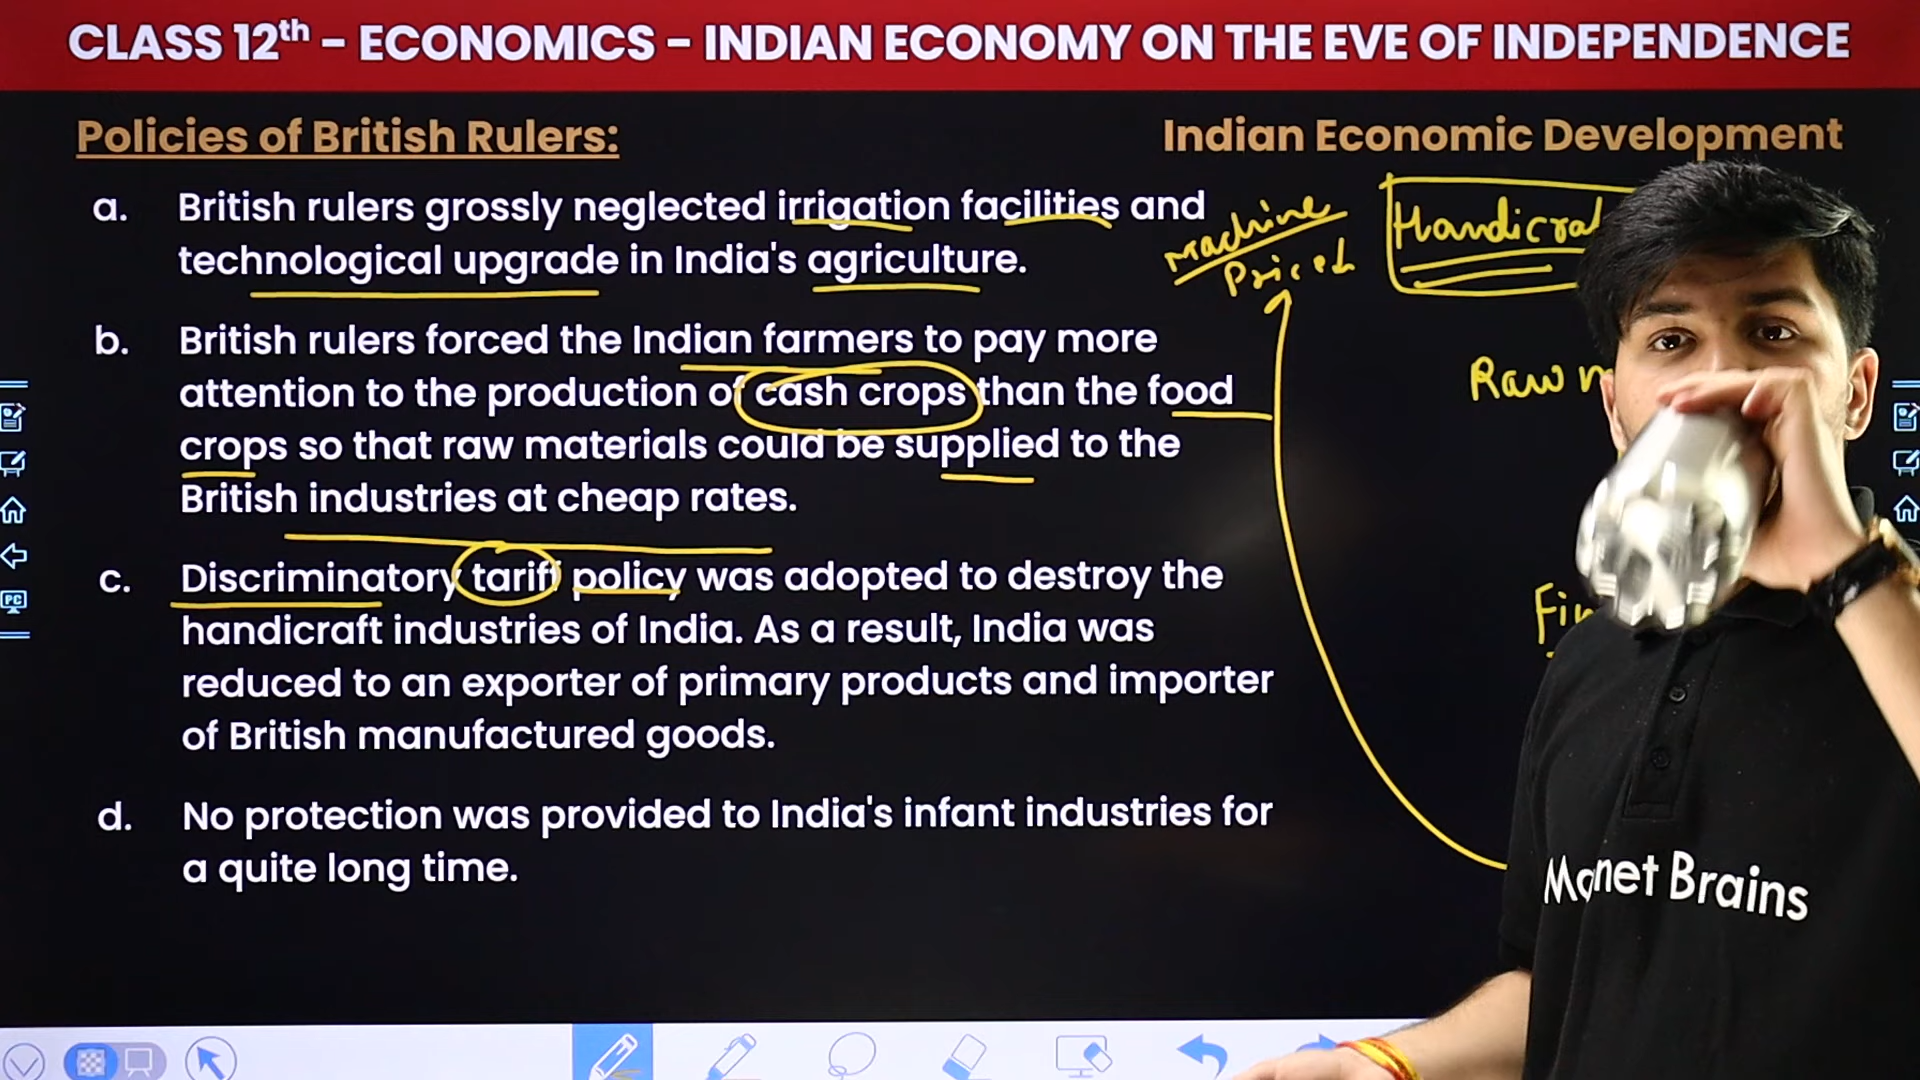 CLASS 12th - ECONOMICS - INDIAN ECONOMY ON THE EVE OF INDEPENDENCE
Policies of British Rulers:
Indian Economic Development
a. British rulers grossly neglected irrigation facilities and
technological upgrade in India's agriculture.
b. British rulers forced the Indian farmers to pay more
attention to the production of cash crops than the food
crops so that raw materials could be supplied to the
British industries at cheap rates.
c. Discriminatory tariff policy was adopted to destroy the
handicraft industries of India. As a result, India was
reduced to an exporter of primary products and importer
of British manufactured goods.
d. No protection was provided to India's infant industries for
a quite long time.
Machine
Handicraf
Raw
Fin
Magnet Brains
PC
PC